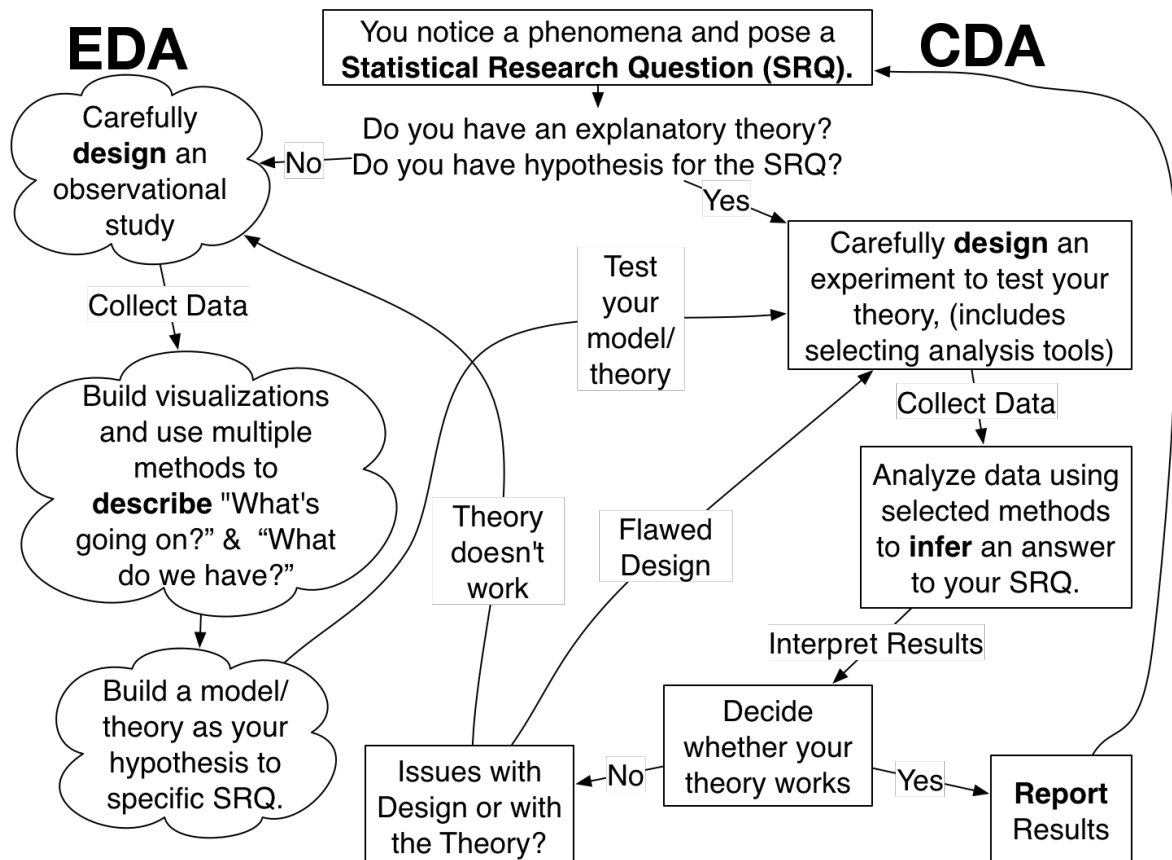 EDA
CDA
You notice a phenomena and pose a
Statistical Research Question (SRQ).
Do you have an explanatory theory?
Do you have hypothesis for the SRQ?
No
Yes
Carefully
design an
observational
study
Collect Data
Build visualizations
and use multiple
methods to
describe "What's
going on?” & “What
do we have?”
Build a model/
theory as your
hypothesis to
specific SRQ.
Test
your
model/
theory
Carefully design an
experiment to test your
theory, (includes
selecting analysis tools)
Collect Data
Analyze data using
selected methods
to infer an answer
to your SRQ.
Interpret Results
Decide
whether your
theory works
No
Yes
Issues with
Design or with
the Theory?
Theory
doesn't
work
Flawed
Design
Report
Results